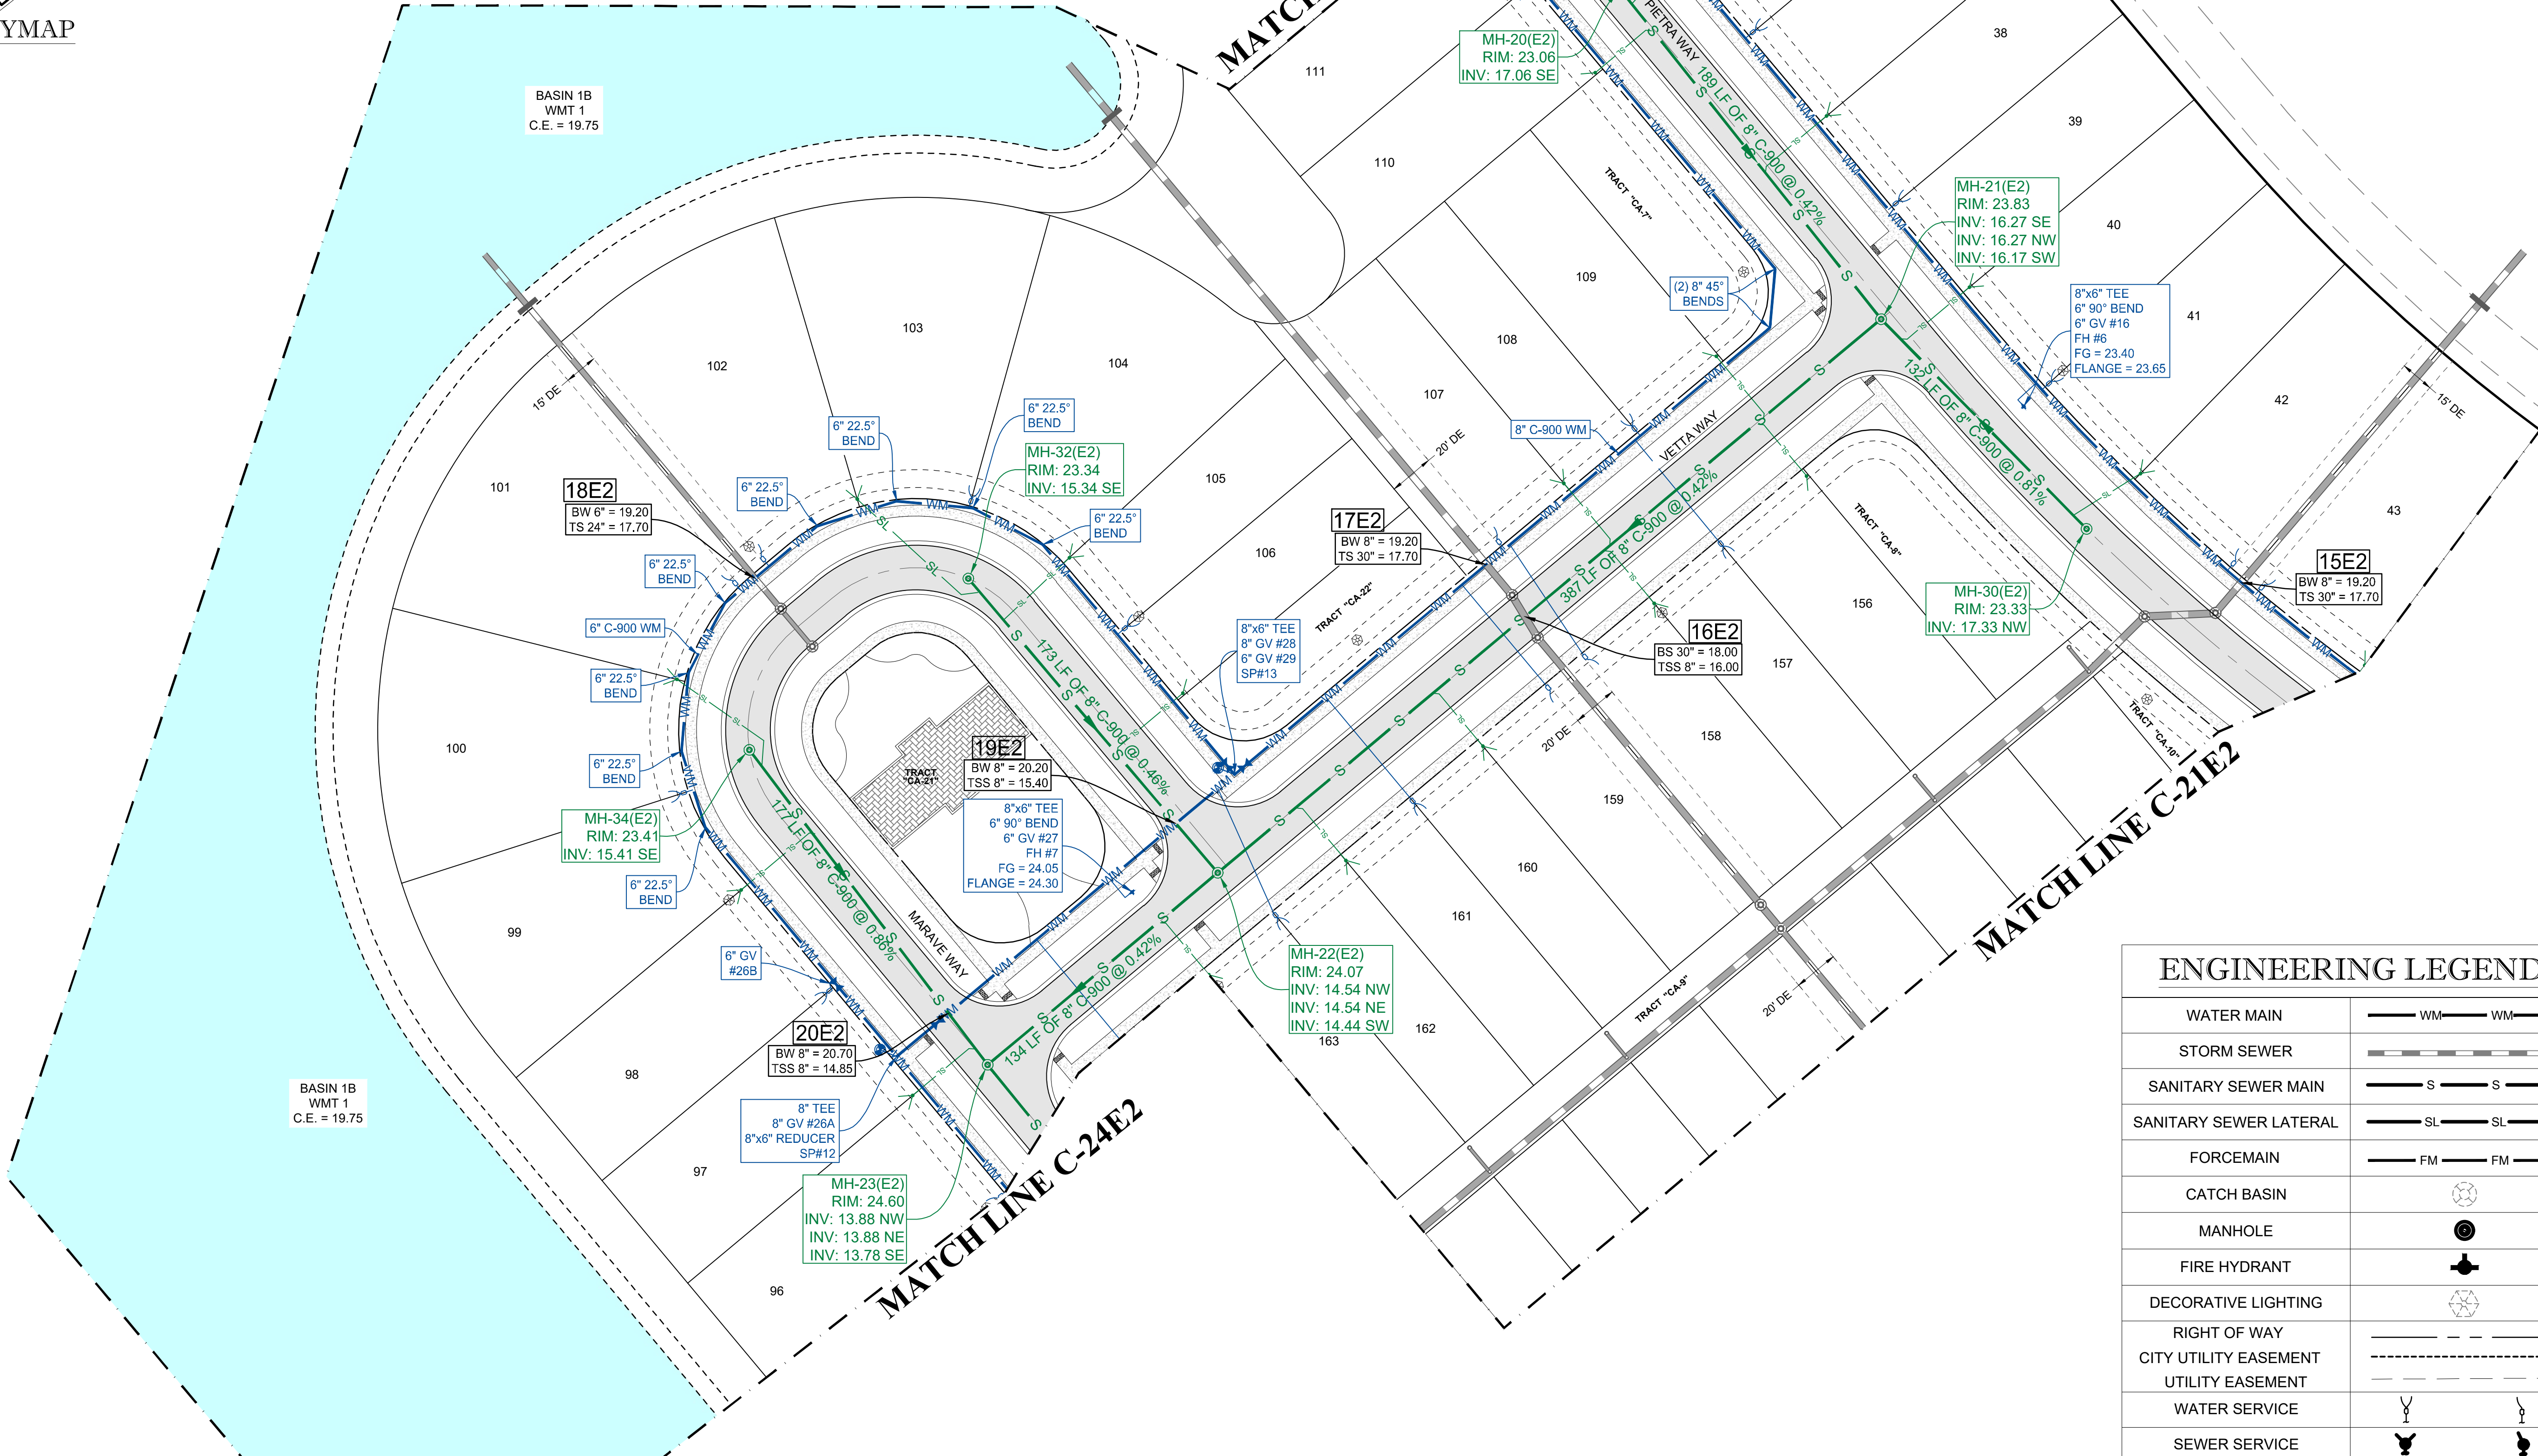 YMAP
MATCH
BASIN 1B
WMT 1
C.E. = 19.75
111
110
109
108
107
106
105
104
103
102
101
100
99
98
97
96
38
39
40
41
42
43
156
157
158
159
160
161
162
163
PIETRA WAY
189 LF OF 8" C-900 @ 0.42%
MH-20(E2)
RIM: 23.06
INV: 17.06 SE
TRACT "CA-7"
MH-21(E2)
RIM: 23.83
INV: 16.27 SE
INV: 16.27 NW
INV: 16.17 SW
(2) 8" 45°
BENDS
8"x6" TEE
6" 90° BEND
6" GV #16
FH #6
FG = 23.40
FLANGE = 23.65
15' DE
15' DE
132 LF OF 8" C-900 @ 0.81%
8" C-900 WM
VETTA WAY
387 LF OF 8" C-900 @ 0.42%
20' DE
6" 22.5°
BEND
6" 22.5°
BEND
6" 22.5°
BEND
6" 22.5°
BEND
6" 22.5°
BEND
MH-32(E2)
RIM: 23.34
INV: 15.34 SE
18E2
BW 6" = 19.20
TS 24" = 17.70
17E2
BW 8" = 19.20
TS 30" = 17.70
TRACT "CA-8"
15E2
BW 8" = 19.20
TS 30" = 17.70
MH-30(E2)
RIM: 23.33
INV: 17.33 NW
TRACT "CA-22"
16E2
BS 30" = 18.00
TSS 8" = 16.00
6" C-900 WM
6" 22.5°
BEND
6" 22.5°
BEND
6" 22.5°
BEND
8"x6" TEE
8" GV #28
6" GV #29
SP#13
173 LF OF 8" C-900 @ 0.46%
20' DE
TRACT "CA-10"
19E2
BW 8" = 20.20
TSS 8" = 15.40
TRACT
"CA-21"
8"x6" TEE
6" 90° BEND
6" GV #27
FH #7
FG = 24.05
FLANGE = 24.30
MH-34(E2)
RIM: 23.41
INV: 15.41 SE
177 LF OF 8" C-900 @ 0.86%
MARAVE WAY
6" GV
#26B
134 LF OF 8" C-900 @ 0.42%
MH-22(E2)
RIM: 24.07
INV: 14.54 NW
INV: 14.54 NE
INV: 14.44 SW
20E2
BW 8" = 20.70
TSS 8" = 14.85
8" TEE
8" GV #26A
8"x6" REDUCER
SP#12
MH-23(E2)
RIM: 24.60
INV: 13.88 NW
INV: 13.88 NE
INV: 13.78 SE
TRACT "CA-9"
20' DE
MATCH LINE C-21E2
MATCH LINE C-24E2
BASIN 1B
WMT 1
C.E. = 19.75
ENGINEERING LEGEND
WATER MAIN WM WM
STORM SEWER
SANITARY SEWER MAIN S S
SANITARY SEWER LATERAL SL SL
FORCEMAIN FM FM
CATCH BASIN
MANHOLE
FIRE HYDRANT
DECORATIVE LIGHTING
RIGHT OF WAY
CITY UTILITY EASEMENT
UTILITY EASEMENT
WATER SERVICE
SEWER SERVICE